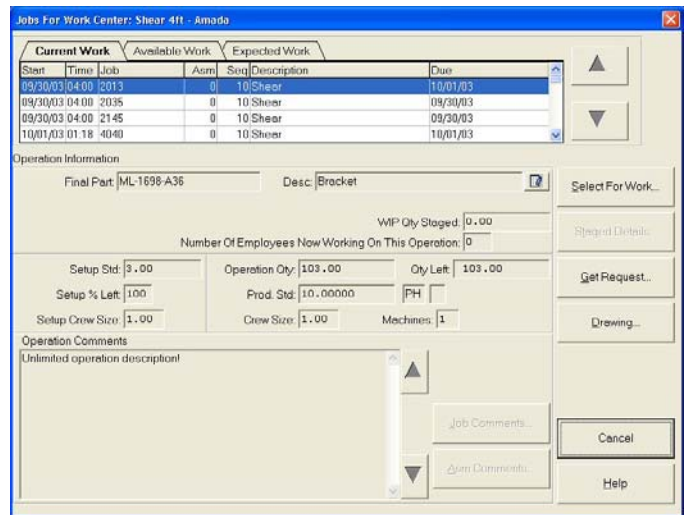 Jobs For Work Center: Shear 4ft - Amada
Current Work Available Work Expected Work
Start Time Job Asm Seq Description Due
09/30/03 04:00 2013 0 10 Shear 10/01/03
09/30/03 04:00 2035 0 10 Shear 09/30/03
09/30/03 04:00 2145 0 10 Shear 09/30/03
10/01/03 01:18 4040 0 10 Shear 10/01/03
Operation Information
Final Part: ML-1698-A36 Desc: Bracket
Select For Work...
WIP Qty Staged: 0.00
Staged Details...
Number Of Employees Now Working On This Operation: 0
Setup Std: 3.00 Operation Qty: 103.00 Qty Left: 103.00
Get Request...
Setup % Left: 100 Prod. Std: 10.00000 PH
Setup Crew Size: 1.00 Crew Size: 1.00 Machines: 1
Drawing...
Operation Comments
Unlimited operation description!
Job Comments...
Cancel
Asm Comments...
Help